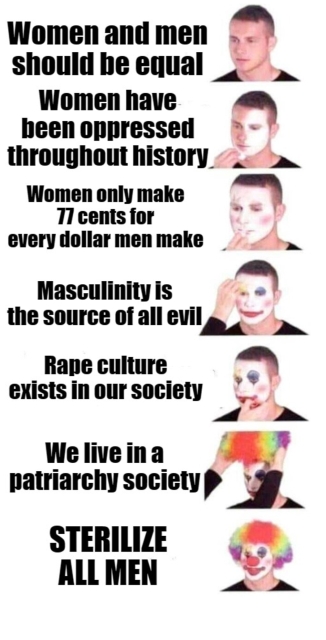 Women and men
should be equal
Women have
been oppressed
throughout history
Women only make
77 cents for
every dollar men make
Masculinity is
the source of all evil
Rape culture
exists in our society
We live in a
patriarchy society
STERILIZE
ALL MEN